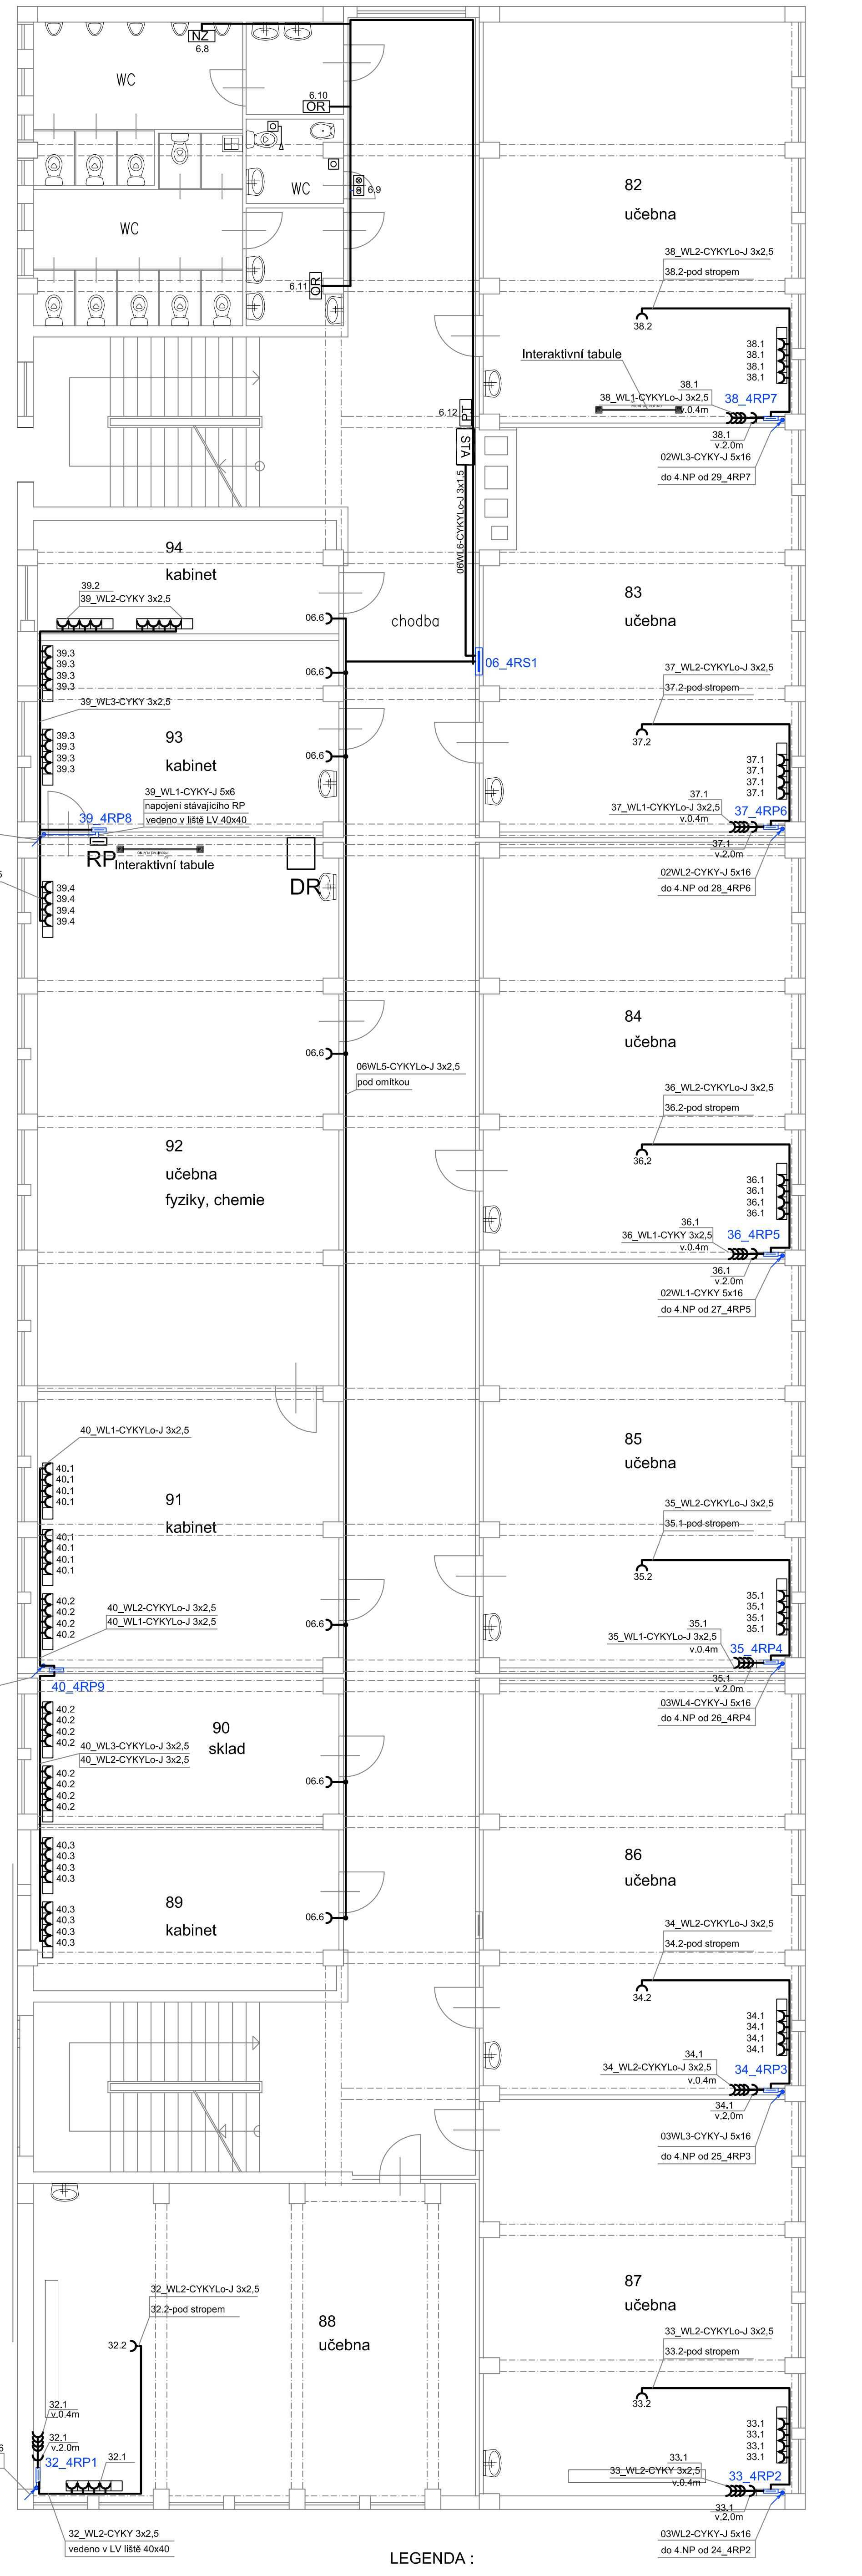 NZ
6.8
WC
6.10
OR
WC
6.9
WC
6.11
OR
82
učebna
38_WL2-CYKYLo-J 3x2,5
38.2-pod stropem
38.2
38.1
38.1
38.1
38.1
Interaktivní tabule
38.1
38_WL1-CYKYLo-J 3x2,5
v.0.4m
38_4RP7
38.1
v.2.0m
02WL3-CYKY-J 5x16
do 4.NP od 29_4RP7
6.12
PT
STA
06WL6-CYKYLo-J 3x1,5
94
kabinet
39.2
39_WL2-CYKY 3x2,5
06.6
chodba
06_4RS1
39.3
39.3
39.3
39.3
06.6
39_WL3-CYKY 3x2,5
83
učebna
37_WL2-CYKYLo-J 3x2,5
37.2-pod stropem
37.2
37.1
37.1
37.1
37.1
37.1
37_WL1-CYKYLo-J 3x2,5
v.0.4m
37_4RP6
37.1
v.2.0m
02WL2-CYKY-J 5x16
do 4.NP od 28_4RP6
39.3
39.3
39.3
39.3
93
kabinet
06.6
39_WL1-CYKY-J 5x6
napojení stávajícího RP
vedeno v liště LV 40x40
39_4RP8
RP
Interaktivní tabule
DR
39.4
39.4
39.4
39.4
06.6
06WL5-CYKYLo-J 3x2,5
pod omítkou
84
učebna
36_WL2-CYKYLo-J 3x2,5
36.2-pod stropem
36.2
36.1
36.1
36.1
36.1
36.1
36_WL1-CYKY 3x2,5
v.0.4m
36_4RP5
36.1
v.2.0m
02WL1-CYKY 5x16
do 4.NP od 27_4RP5
92
učebna
fyziky, chemie
40_WL1-CYKYLo-J 3x2,5
40.1
40.1
40.1
40.1
91
kabinet
40.1
40.1
40.1
40.1
40.2
40.2
40.2
40.2
40_WL2-CYKYLo-J 3x2,5
40_WL1-CYKYLo-J 3x2,5
06.6
85
učebna
35_WL2-CYKYLo-J 3x2,5
35.1-pod stropem
35.2
35.1
35.1
35.1
35.1
35.1
35_WL1-CYKYLo-J 3x2,5
v.0.4m
35_4RP4
35.1
v.2.0m
03WL4-CYKY-J 5x16
do 4.NP od 26_4RP4
40_4RP9
40.2
40.2
40.2
40.2
90
sklad
40_WL3-CYKYLo-J 3x2,5
40_WL2-CYKYLo-J 3x2,5
40.2
40.2
40.2
40.2
06.6
40.3
40.3
40.3
40.3
89
kabinet
40.3
40.3
40.3
40.3
06.6
86
učebna
34_WL2-CYKYLo-J 3x2,5
34.2-pod stropem
34.2
34.1
34.1
34.1
34.1
34.1
34_WL2-CYKYLo-J 3x2,5
v.0.4m
34_4RP3
34.1
v.2.0m
03WL3-CYKY-J 5x16
do 4.NP od 25_4RP3
32_WL2-CYKYLo-J 3x2,5
32.2-pod stropem
32.2
88
učebna
32.1
v.0.4m
32.1
v.2.0m
32_4RP1
32.1
32_WL2-CYKY 3x2,5
vedeno v LV liště 40x40
87
učebna
33_WL2-CYKYLo-J 3x2,5
33.2-pod stropem
33.2
33.1
33.1
33.1
33.1
33.1
33_WL2-CYKY 3x2,5
v.0.4m
33_4RP2
33.1
v.2.0m
03WL2-CYKY-J 5x16
do 4.NP od 24_4RP2
LEGENDA :